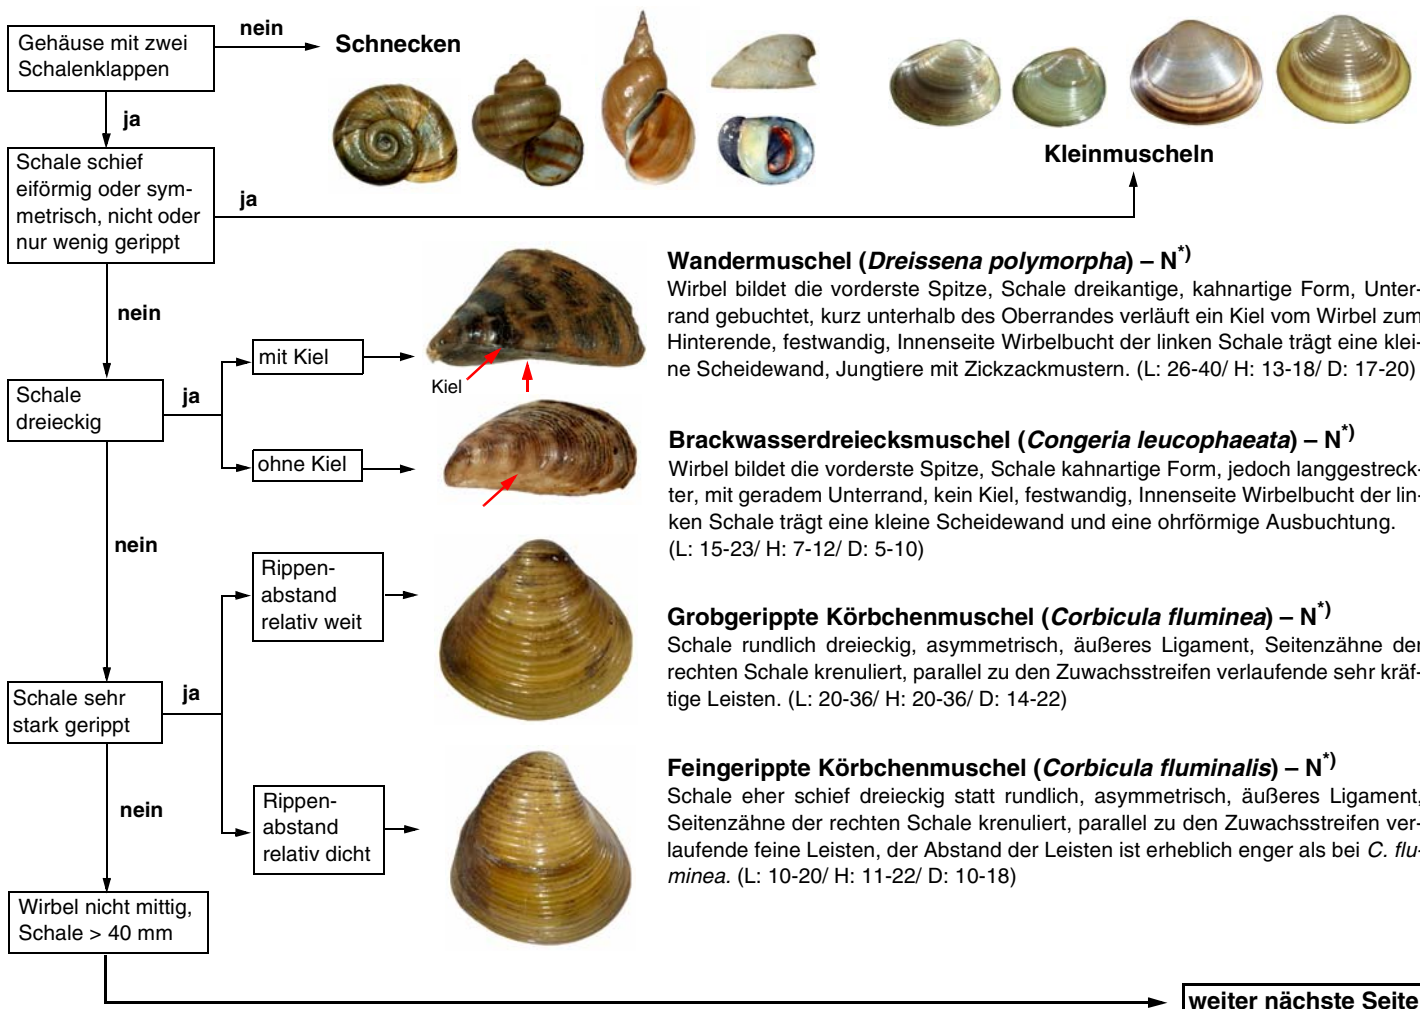 Gehäuse mit zwei
Schalenklappen
nein
Schnecken
ja
Kleinmuscheln
Schale schief
eiförmig oder sym-
metrisch, nicht oder
nur wenig gerippt
ja
nein
Wandermuschel (Dreissena polymorpha) – N*)
Wirbel bildet die vorderste Spitze, Schale dreikantige, kahnartige Form, Unter-
rand gebuchtet, kurz unterhalb des Oberrandes verläuft ein Kiel vom Wirbel zum
Hinterende, festwandig, Innenseite Wirbelbucht der linken Schale trägt eine klei-
ne Scheidewand, Jungtiere mit Zickzackmustern. (L: 26-40/ H: 13-18/ D: 17-20)
mit Kiel
Kiel
Schale
dreieckig
ja
ohne Kiel
Brackwasserdreiecksmuschel (Congeria leucophaeata) – N*)
Wirbel bildet die vorderste Spitze, Schale kahnartige Form, jedoch langgestreck-
ter, mit geradem Unterrand, kein Kiel, festwandig, Innenseite Wirbelbucht der lin-
ken Schale trägt eine kleine Scheidewand und eine ohrförmige Ausbuchtung.
(L: 15-23/ H: 7-12/ D: 5-10)
nein
Rippen-
abstand
relativ weit
Grobgerippte Körbchenmuschel (Corbicula fluminea) – N*)
Schale rundlich dreieckig, asymmetrisch, äußeres Ligament, Seitenzähne der
rechten Schale krenuliert, parallel zu den Zuwachsstreifen verlaufende sehr kräf-
tige Leisten. (L: 20-36/ H: 20-36/ D: 14-22)
Schale sehr
stark gerippt
ja
nein
Rippen-
abstand
relativ dicht
Feingerippte Körbchenmuschel (Corbicula fluminalis) – N*)
Schale eher schief dreieckig statt rundlich, asymmetrisch, äußeres Ligament,
Seitenzähne der rechten Schale krenuliert, parallel zu den Zuwachsstreifen ver-
laufende feine Leisten, der Abstand der Leisten ist erheblich enger als bei C. flu-
minea. (L: 10-20/ H: 11-22/ D: 10-18)
Wirbel nicht mittig,
Schale > 40 mm
weiter nächste Seite